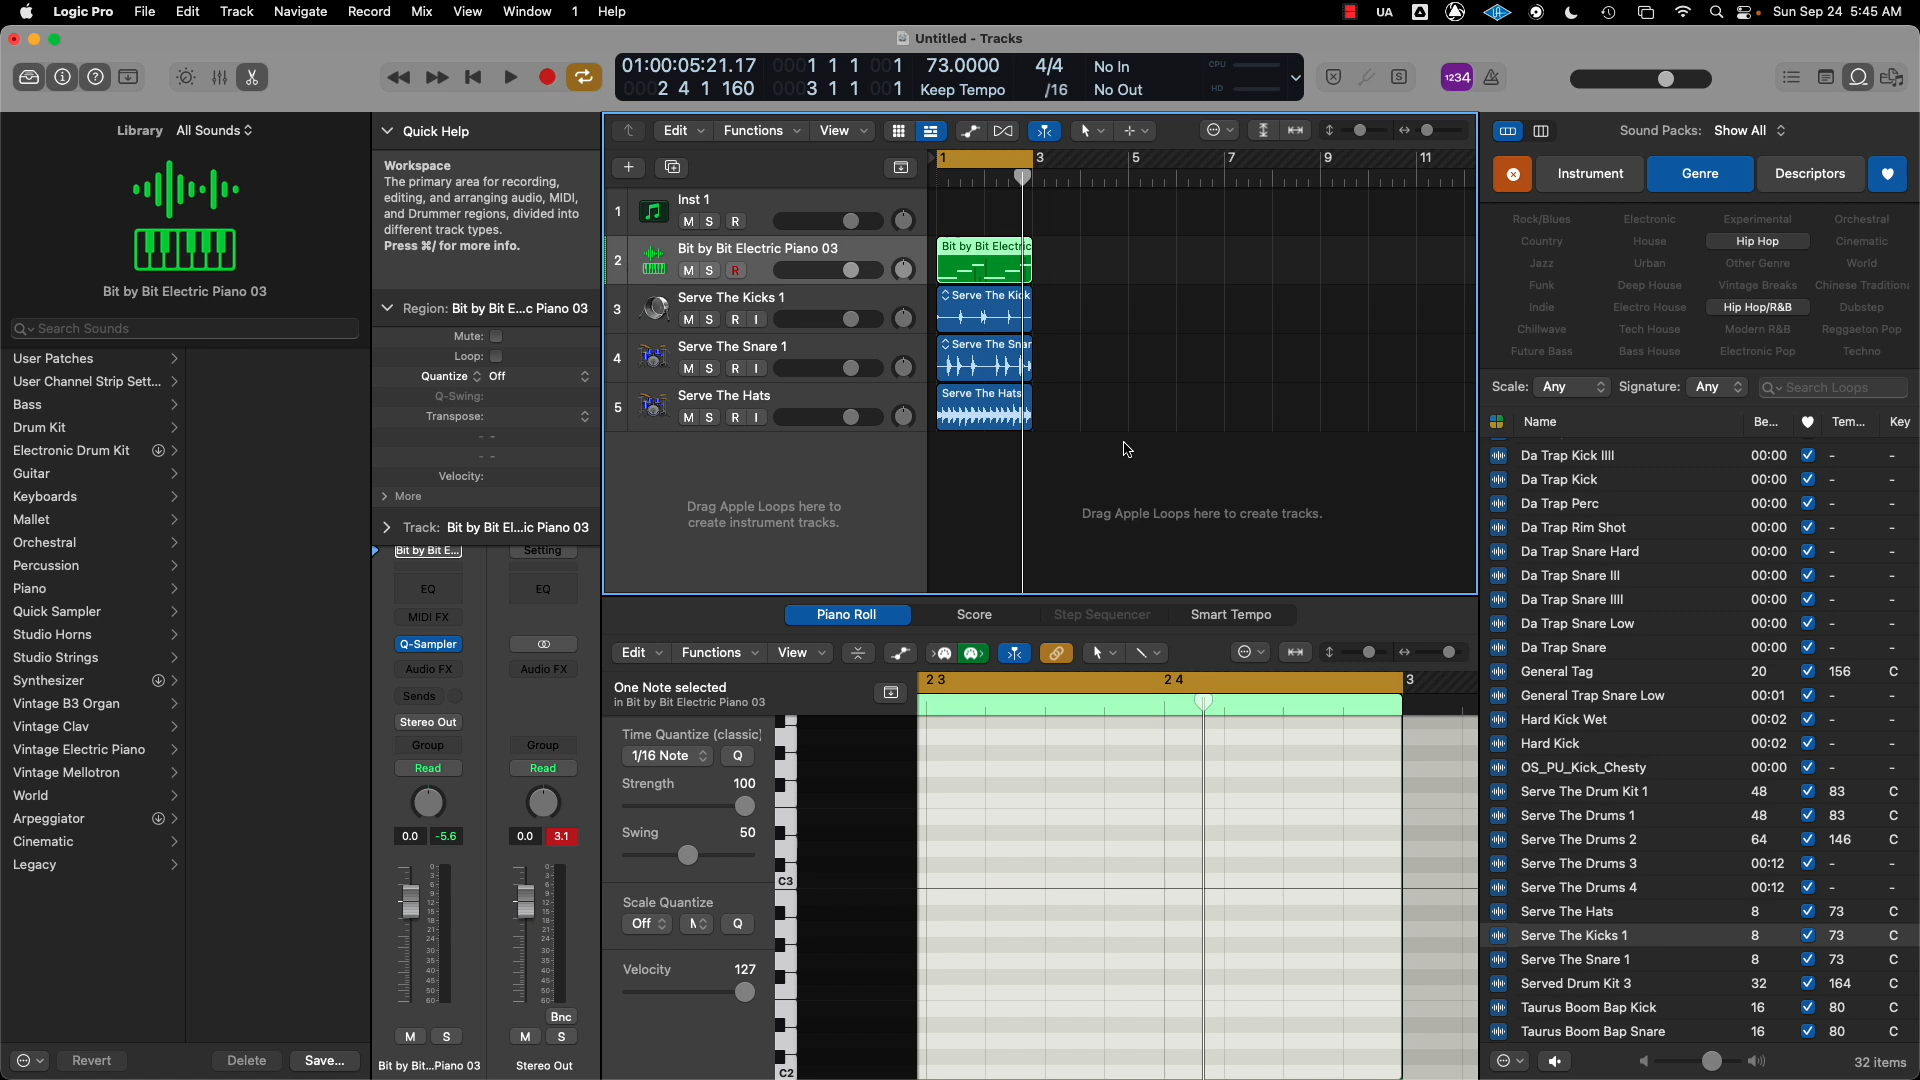 Logic Pro File Edit Track Navigate Record Mix View Window 1 Help
UA Sun Sep 24 5:45 AM
Untitled - Tracks
01:00:05:21.17 0001 1 1 001 73.0000 4/4 No In CPU
0002 4 1 160 0003 1 1 001 Keep Tempo /16 No Out HD
S 1234
Library All Sounds
Bit by Bit Electric Piano 03
Search Sounds
User Patches
User Channel Strip Sett...
Bass
Drum Kit
Electronic Drum Kit
Guitar
Keyboards
Mallet
Orchestral
Percussion
Piano
Quick Sampler
Studio Horns
Studio Strings
Synthesizer
Vintage B3 Organ
Vintage Clav
Vintage Electric Piano
Vintage Mellotron
World
Arpeggiator
Cinematic
Legacy
Revert Delete Save...
Quick Help
Workspace
The primary area for recording,
editing, and arranging audio, MIDI,
and Drummer regions, divided into
different track types.
Press ⌘/ for more info.
Region: Bit by Bit E...c Piano 03
Mute:
Loop:
Quantize Off
Q-Swing:
Transpose:
- -
- -
Velocity:
More
Track: Bit by Bit El...ic Piano 03
Bit by Bit E... Setting
EQ EQ
MIDI FX
Q-Sampler
Audio FX Audio FX
Sends
Stereo Out
Group Group
Read Read
0.0 -5.6 0.0 3.1
Bnc
M S M S
Bit by Bit...Piano 03 Stereo Out
Edit Functions View
1 3 5 7 9 11
1 Inst 1
M S R
2 Bit by Bit Electric Piano 03
M S R
3 Serve The Kicks 1
M S R I
4 Serve The Snare 1
M S R I
5 Serve The Hats
M S R I
Bit by Bit Electric
Serve The Kick
Serve The Snar
Serve The Hats
Drag Apple Loops here to
create instrument tracks.
Drag Apple Loops here to create tracks.
Piano Roll Score Step Sequencer Smart Tempo
Edit Functions View
One Note selected
in Bit by Bit Electric Piano 03
2 3 2 4 3
Time Quantize (classic)
1/16 Note Q
Strength 100
Swing 50
Scale Quantize
Off Q
Velocity 127
C3
C2
Sound Packs: Show All
Instrument Genre Descriptors
Rock/Blues Electronic Experimental Orchestral
Country House Hip Hop Cinematic
Jazz Urban Other Genre World
Funk Deep House Vintage Breaks Chinese Tradition
Indie Electro House Hip Hop/R&B Dubstep
Chillwave Tech House Modern R&B Reggaeton Pop
Future Bass Bass House Electronic Pop Techno
Scale: Any Signature: Any Search Loops
Name Be... Tem... Key
Da Trap Kick IIII 00:00 - -
Da Trap Kick 00:00 - -
Da Trap Perc 00:00 - -
Da Trap Rim Shot 00:00 - -
Da Trap Snare Hard 00:00 - -
Da Trap Snare III 00:00 - -
Da Trap Snare IIII 00:00 - -
Da Trap Snare Low 00:00 - -
Da Trap Snare 00:00 - -
General Tag 20 156 C
General Trap Snare Low 00:01 - -
Hard Kick Wet 00:02 - -
Hard Kick 00:02 - -
OS_PU_Kick_Chesty 00:00 - -
Serve The Drum Kit 1 48 83 C
Serve The Drums 1 48 83 C
Serve The Drums 2 64 146 C
Serve The Drums 3 00:12 - -
Serve The Drums 4 00:12 - -
Serve The Hats 8 73 C
Serve The Kicks 1 8 73 C
Serve The Snare 1 8 73 C
Served Drum Kit 3 32 164 C
Taurus Boom Bap Kick 16 80 C
Taurus Boom Bap Snare 16 80 C
32 items